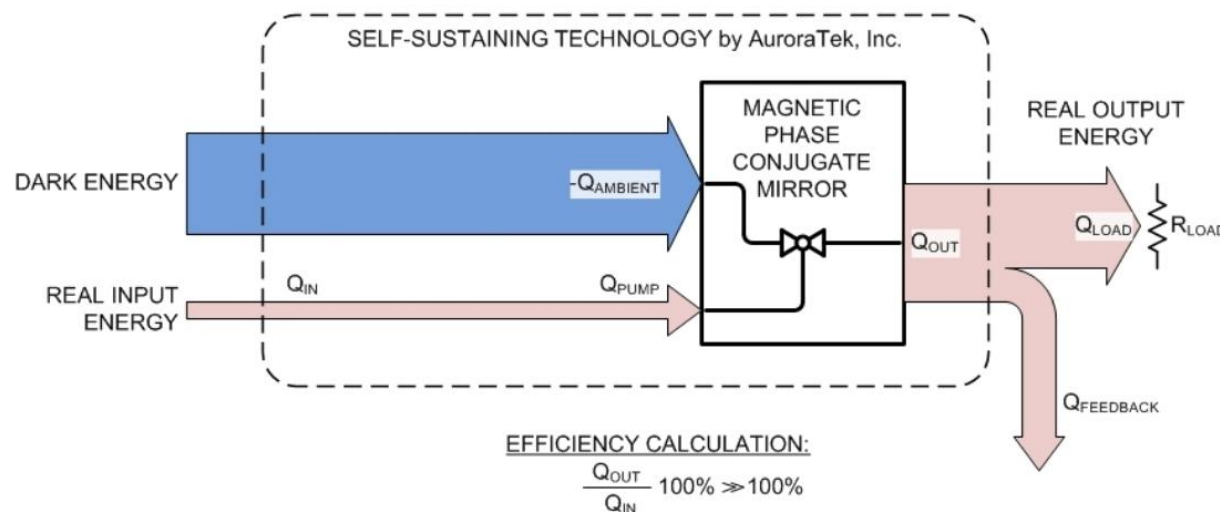 SELF-SUSTAINING TECHNOLOGY by AuroraTek, Inc.
MAGNETIC
PHASE
CONJUGATE
MIRROR
REAL OUTPUT
ENERGY
DARK ENERGY
-QAMBIENT
QLOAD
RLOAD
QOUT
REAL INPUT
ENERGY
QIN
QPUMP
QFEEDBACK
EFFICIENCY CALCULATION:
QOUT
QIN
100% ≫ 100%